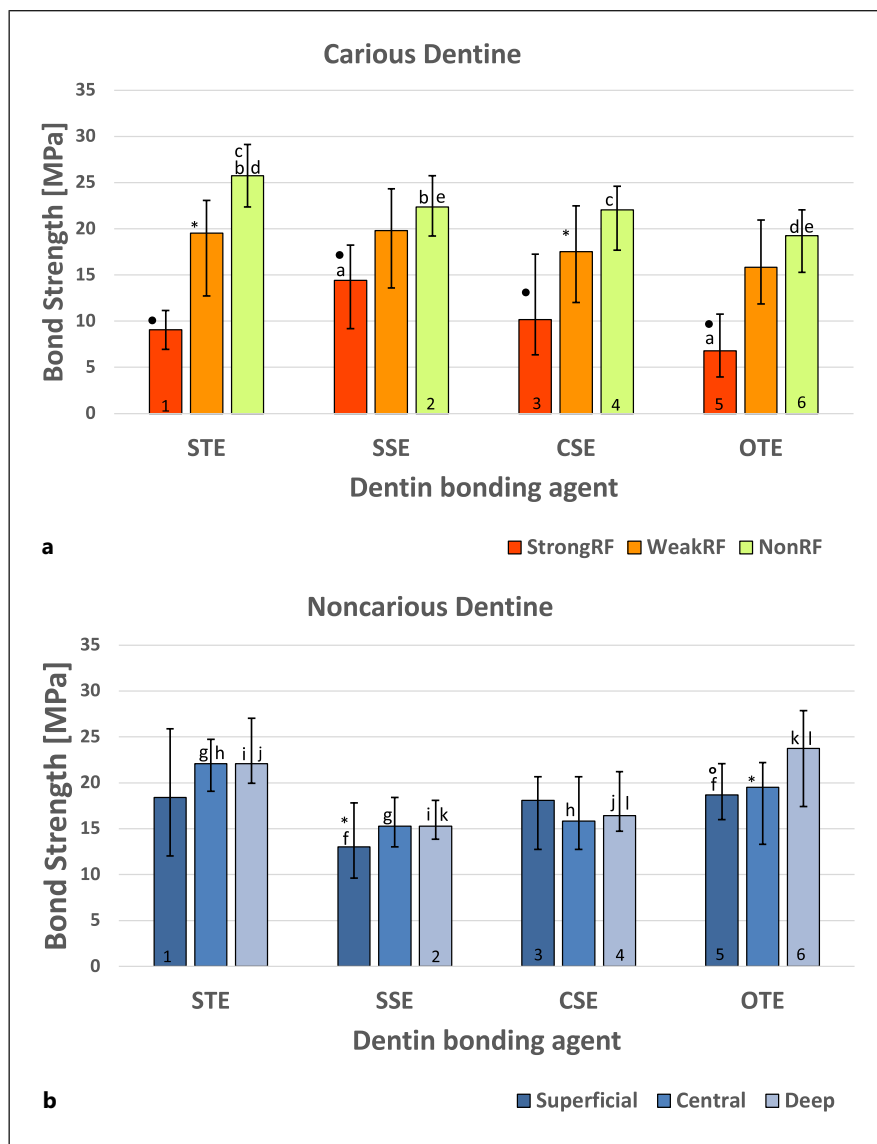 Carious Dentine
Bond Strength [MPa]
35
30
25
20
15
10
5
0
c
b d
*
b e
c
*
d e
●
●
a
●
●
a
1
2
3
4
5
6
STE SSE CSE OTE
Dentin bonding agent
a
StrongRF WeakRF NonRF
Noncarious Dentine
Bond Strength [MPa]
35
30
25
20
15
10
5
0
g h
i j
*
f
g
i k
h
j l
°
f
*
k l
1
2
3
4
5
6
STE SSE CSE OTE
Dentin bonding agent
b
Superficial Central Deep